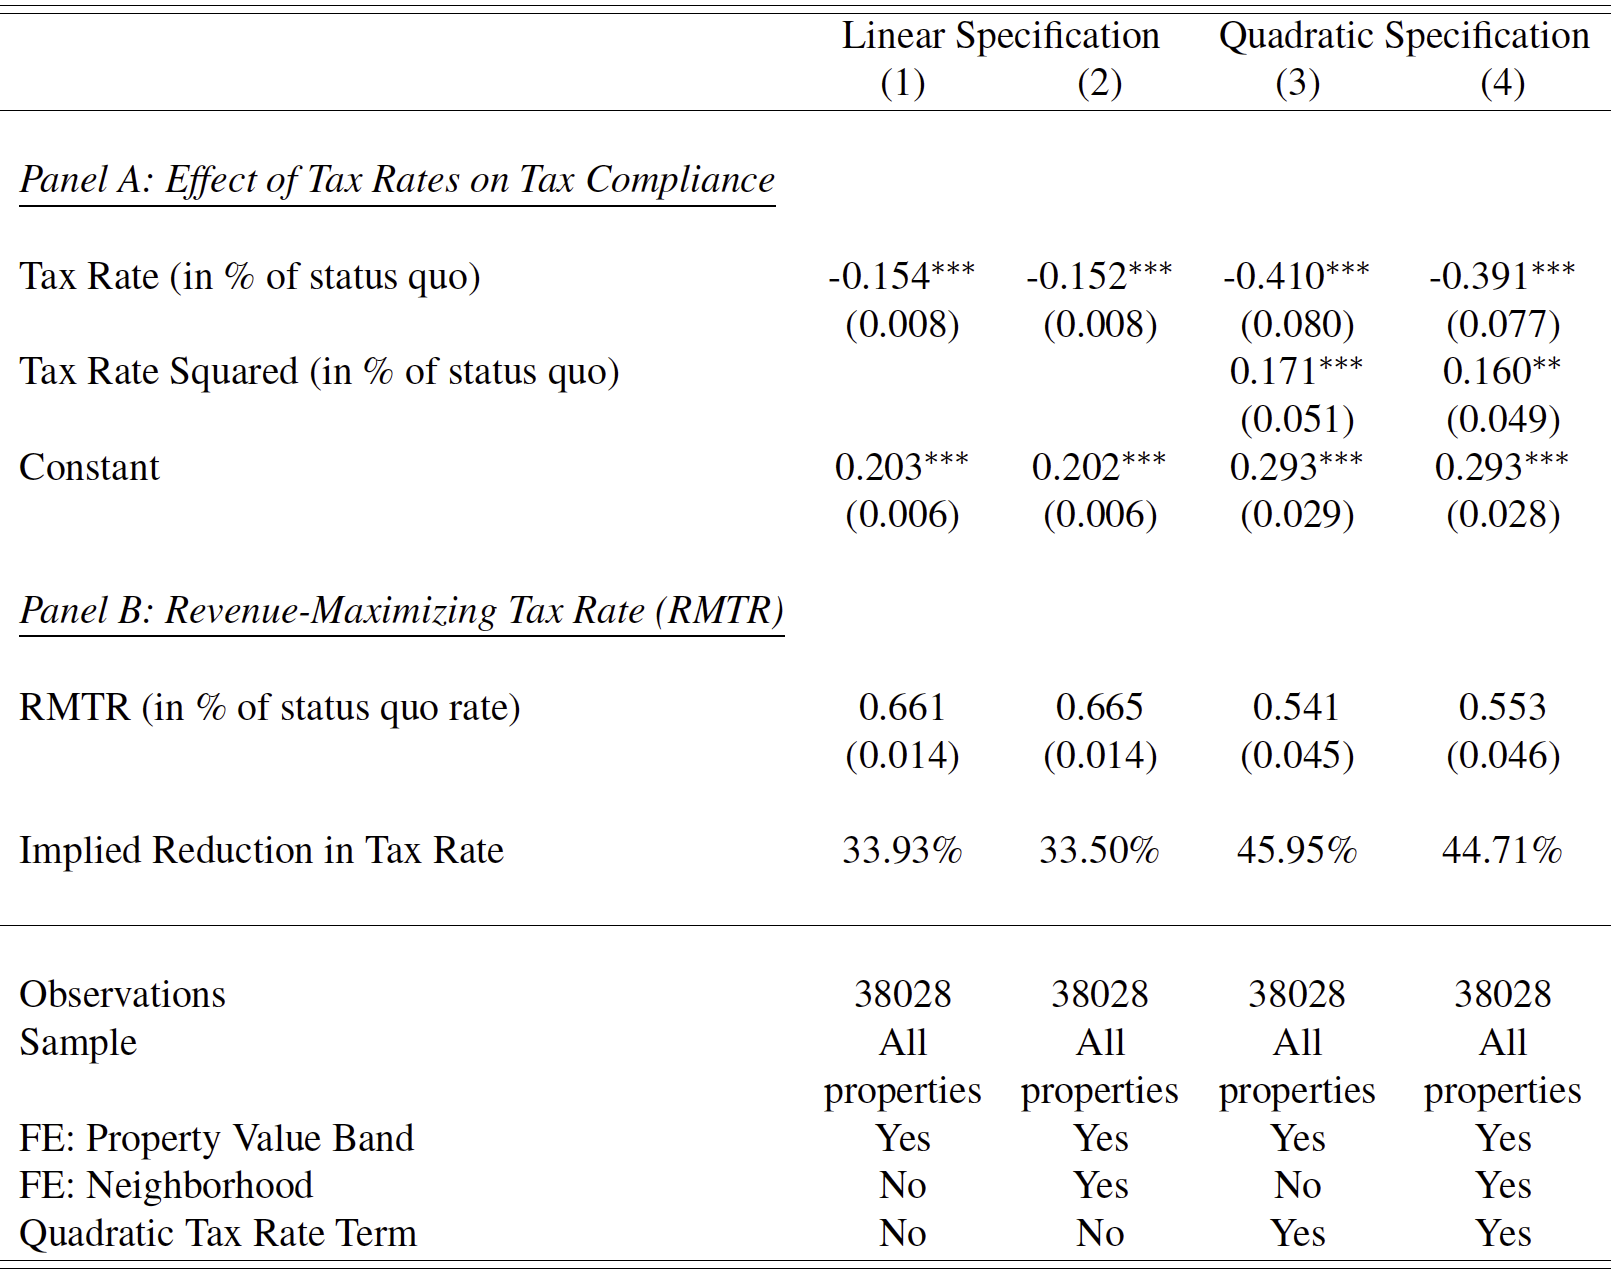 Linear Specification Quadratic Specification
(1) (2) (3) (4)
Panel A: Effect of Tax Rates on Tax Compliance
Tax Rate (in % of status quo) -0.154*** -0.152*** -0.410*** -0.391***
(0.008) (0.008) (0.080) (0.077)
Tax Rate Squared (in % of status quo) 0.171*** 0.160**
(0.051) (0.049)
Constant 0.203*** 0.202*** 0.293*** 0.293***
(0.006) (0.006) (0.029) (0.028)
Panel B: Revenue-Maximizing Tax Rate (RMTR)
RMTR (in % of status quo rate) 0.661 0.665 0.541 0.553
(0.014) (0.014) (0.045) (0.046)
Implied Reduction in Tax Rate 33.93% 33.50% 45.95% 44.71%
Observations 38028 38028 38028 38028
Sample All All All All
properties properties properties properties
FE: Property Value Band Yes Yes Yes Yes
FE: Neighborhood No Yes No Yes
Quadratic Tax Rate Term No No Yes Yes